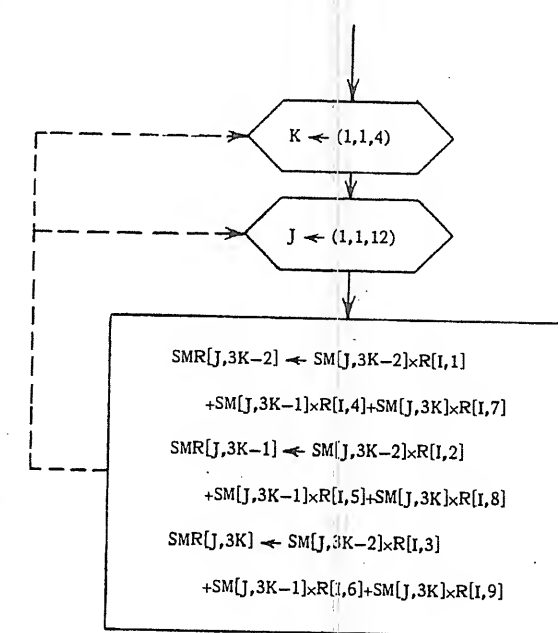 K ← (1,1,4)
J ← (1,1,12)
SMR[J,3K−2] ← SM[J,3K−2]×R[I,1]
+SM[J,3K−1]×R[I,4]+SM[J,3K]×R[I,7]
SMR[J,3K−1] ← SM[J,3K−2]×R[I,2]
+SM[J,3K−1]×R[I,5]+SM[J,3K]×R[I,8]
SMR[J,3K] ← SM[J,3K−2]×R[I,3]
+SM[J,3K−1]×R[I,6]+SM[J,3K]×R[I,9]